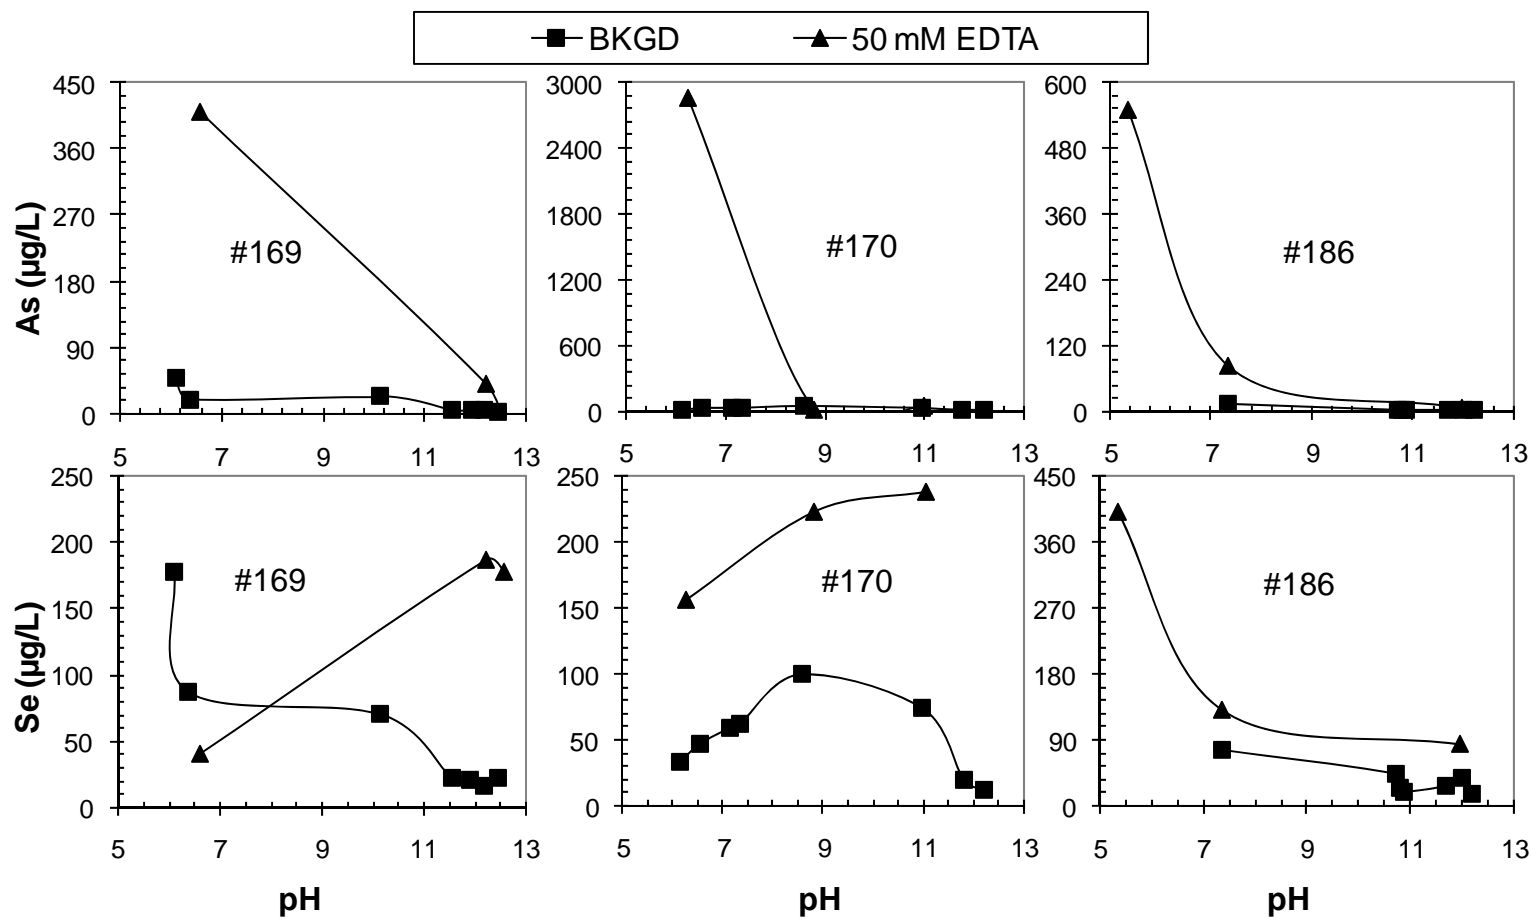 BKGD 50 mM EDTA
450 3000 600
360 2400 480
270 1800 360
#169 #170 #186
180 1200 240
90 600 120
0 0 0
As (µg/L)
5 7 9 11 13 5 7 9 11 13 5 7 9 11 13
250 250 450
200 200 360
#169 #170 #186
150 150 270
100 100 180
50 50 90
0 0 0
Se (µg/L)
5 7 9 11 13 5 7 9 11 13 5 7 9 11 13
pH pH pH